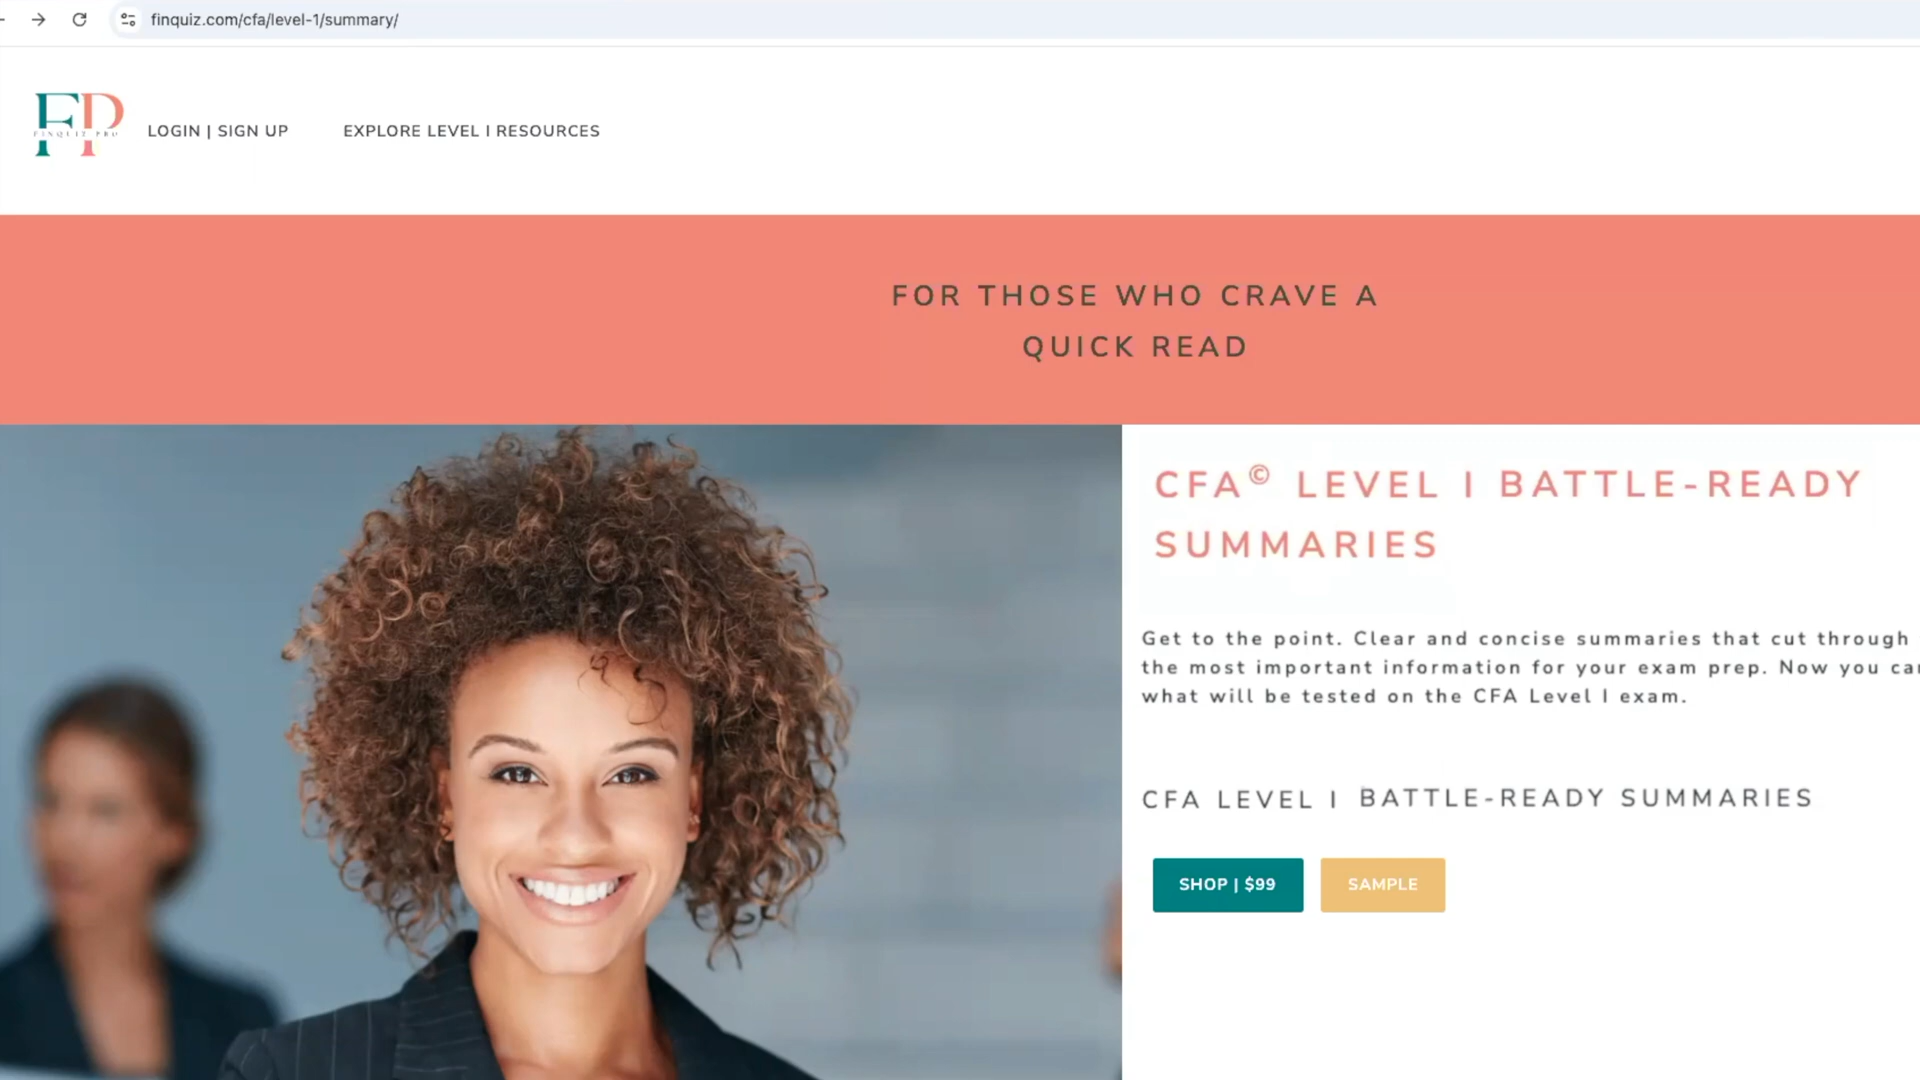 finquiz.com/cfa/level-1/summary/
FP
FINQUIZ PRO
LOGIN | SIGN UP
EXPLORE LEVEL I RESOURCES
FOR THOSE WHO CRAVE A
QUICK READ
CFA© LEVEL I BATTLE-READY
SUMMARIES
Get to the point. Clear and concise summaries that cut through
the most important information for your exam prep. Now you
what will be tested on the CFA Level I exam.
CFA LEVEL I BATTLE-READY SUMMARIES
SHOP | $99
SAMPLE